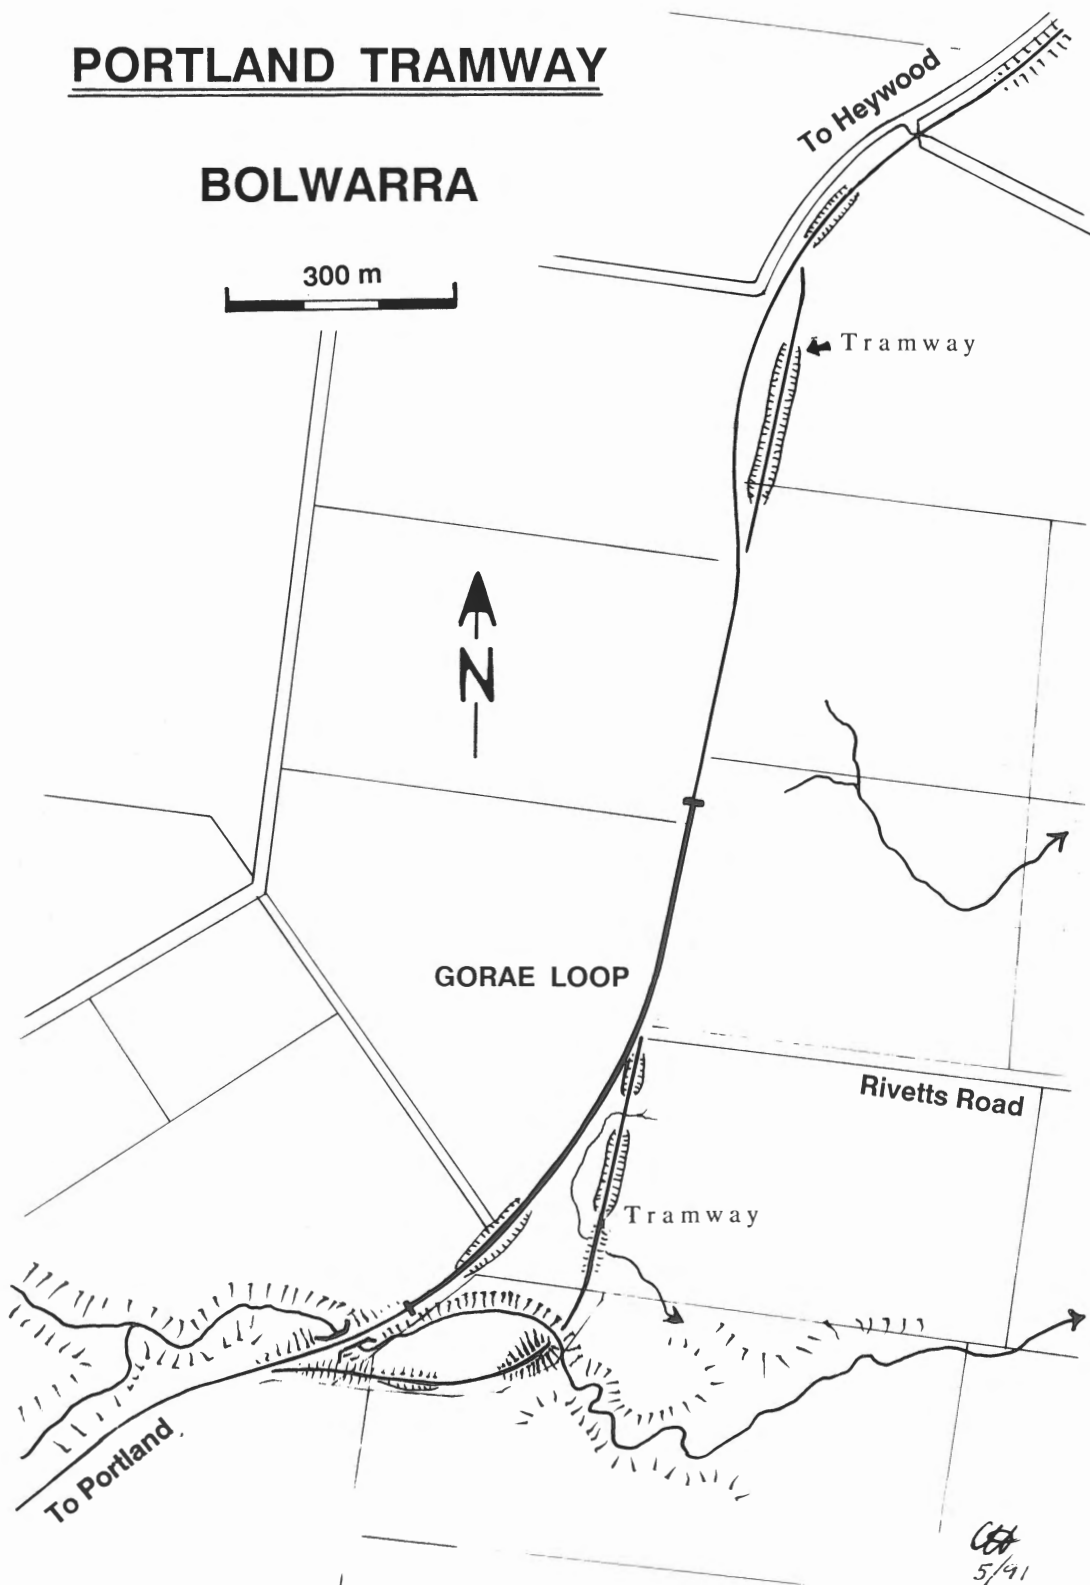 PORTLAND TRAMWAY
BOLWARRA
300 m
To Heywood
Tramway
N
GORAE LOOP
Rivetts Road
Tramway
To Portland
5/91